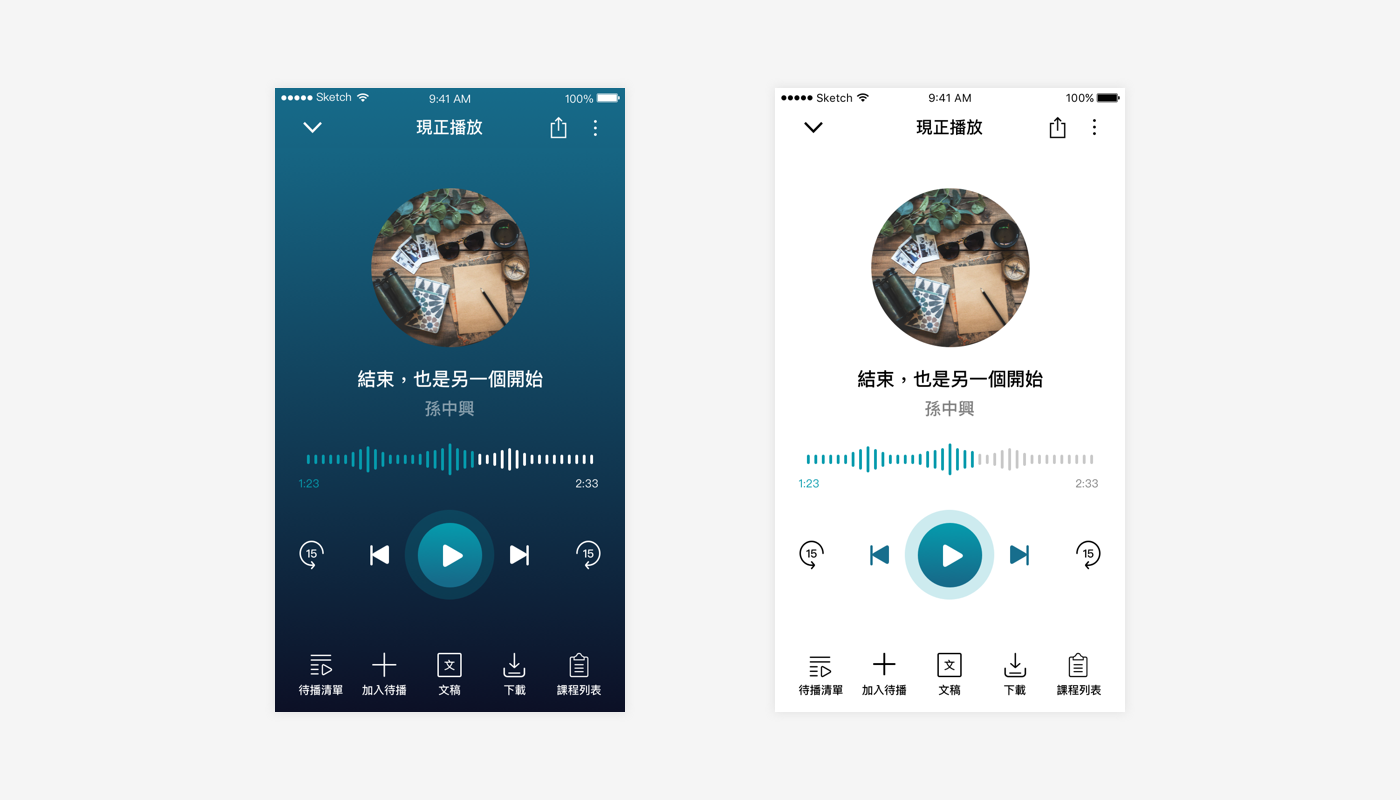 Sketch 9:41 AM 100%
現正播放
結束，也是另一個開始
孫中興
1:23 2:33
15 15
文
待播清單 加入待播 文稿 下載 課程列表
Sketch 9:41 AM 100%
現正播放
結束，也是另一個開始
孫中興
1:23 2:33
15 15
文
待播清單 加入待播 文稿 下載 課程列表